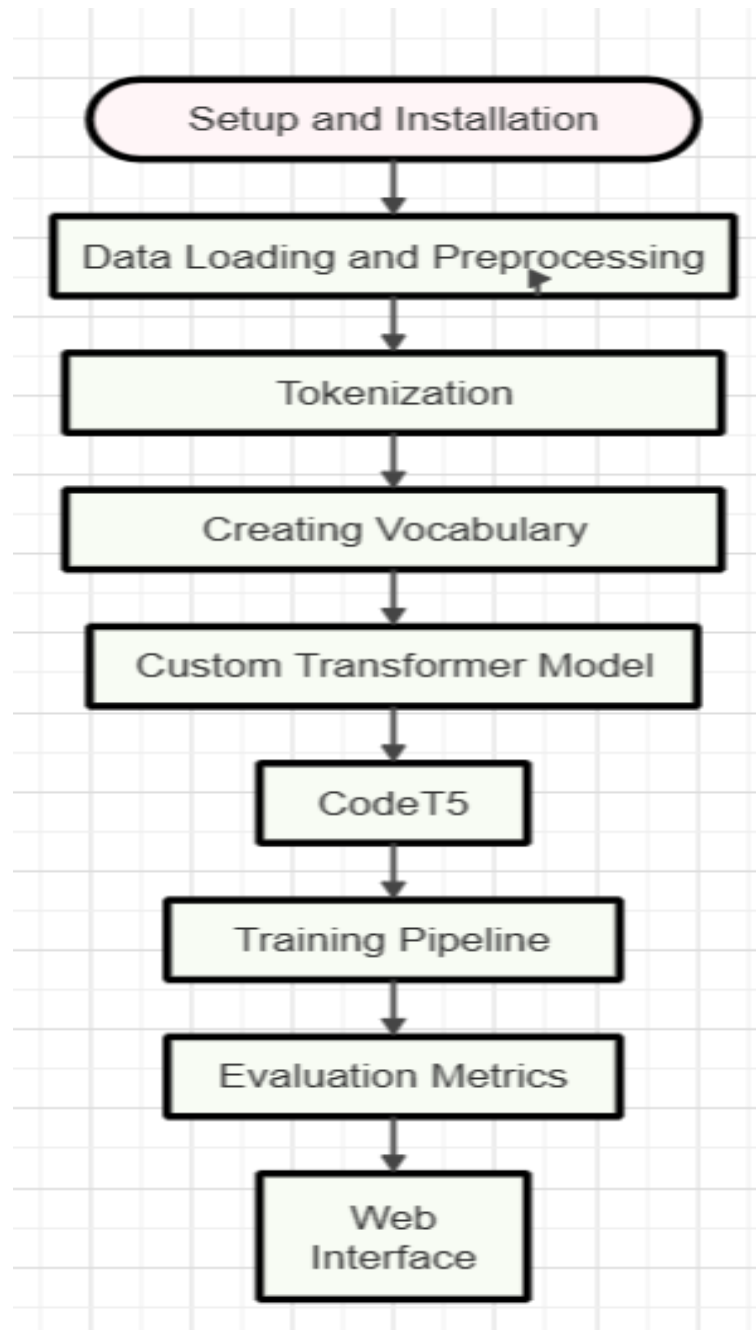 Setup and Installation
Data Loading and Preprocessing
Tokenization
Creating Vocabulary
Custom Transformer Model
CodeT5
Training Pipeline
Evaluation Metrics
Web
Interface